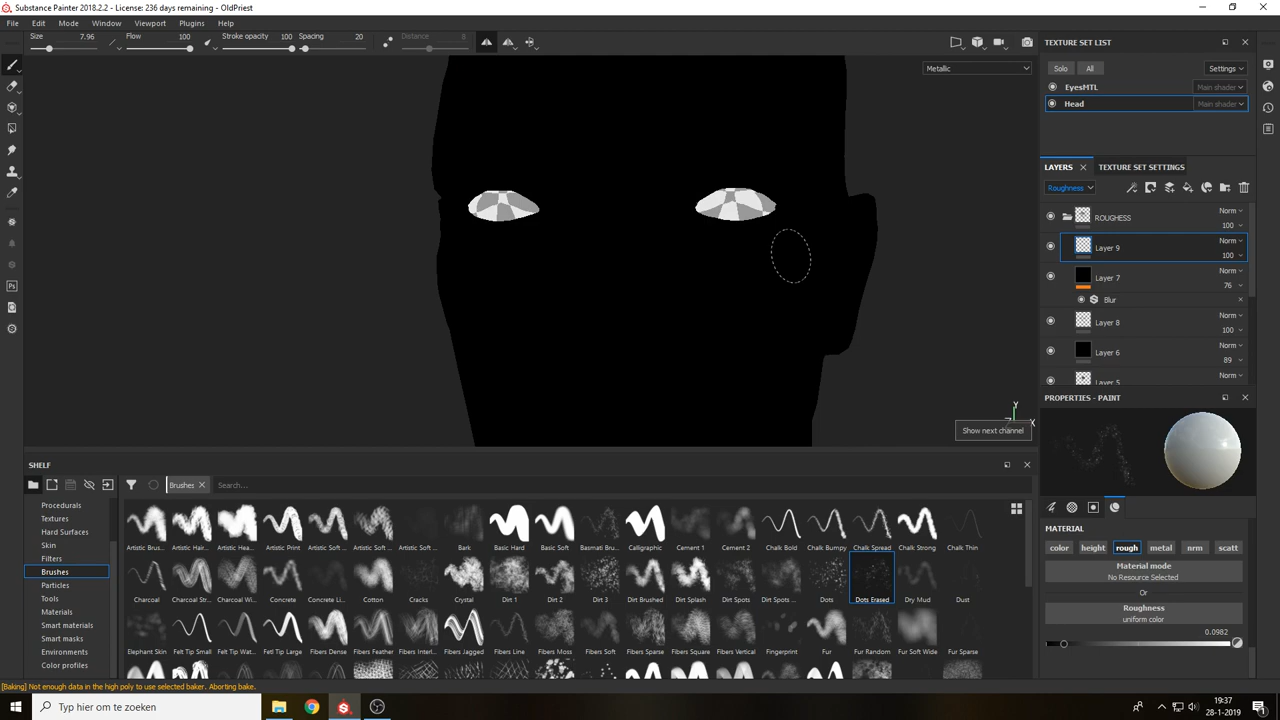 Substance Painter 2018.2.2 - License: 236 days remaining - OldPriest
File Edit Mode Window Viewport Plugins Help
Size 7.96 Flow 100 Stroke opacity 100 Spacing 20 Distance 8
Metallic
TEXTURE SET LIST
Solo All Settings
EyesMTL Main shader
Head Main shader
LAYERS TEXTURE SET SETTINGS
Roughness
ROUGHESS Norm 100
Layer 9 Norm 100
Layer 7 Norm 76
Blur
Layer 8 Norm 100
Layer 6 Norm 89
Layer 5 Norm
Y
X
Show next channel
PROPERTIES - PAINT
MATERIAL
color height rough metal nrm scatt
Material mode
No Resource Selected
Or
Roughness
uniform color
0.0982
SHELF
Brushes Search...
Procedurals
Textures
Hard Surfaces
Skin
Filters
Brushes
Particles
Tools
Materials
Smart materials
Smart masks
Environments
Color profiles
Artistic Brus... Artistic Hair... Artistic Hea... Artistic Print Artistic Soft ... Artistic Soft ... Artistic Soft ... Bark Basic Hard Basic Soft Basmati Bru... Calligraphic Cement 1 Cement 2 Chalk Bold Chalk Bumpy Chalk Spread Chalk Strong Chalk Thin
Charcoal Charcoal Str... Charcoal Wi... Concrete Concrete Li... Cotton Cracks Crystal Dirt 1 Dirt 2 Dirt 3 Dirt Brushed Dirt Splash Dirt Spots Dirt Spots ... Dots Dots Erased Dry Mud Dust
Elephant Skin Felt Tip Small Felt Tip Wat... Felt Tip Large Fibers Dense Fibers Feather Fibers Interl... Fibers Jagged Fibers Line Fibers Moss Fibers Soft Fibers Sparse Fibers Square Fibers Vertical Fingerprint Fur Fur Random Fur Soft Wide Fur Sparse
[Baking] Not enough data in the high poly to use selected baker. Aborting bake.
Typ hier om te zoeken
19:37
28-1-2019
1